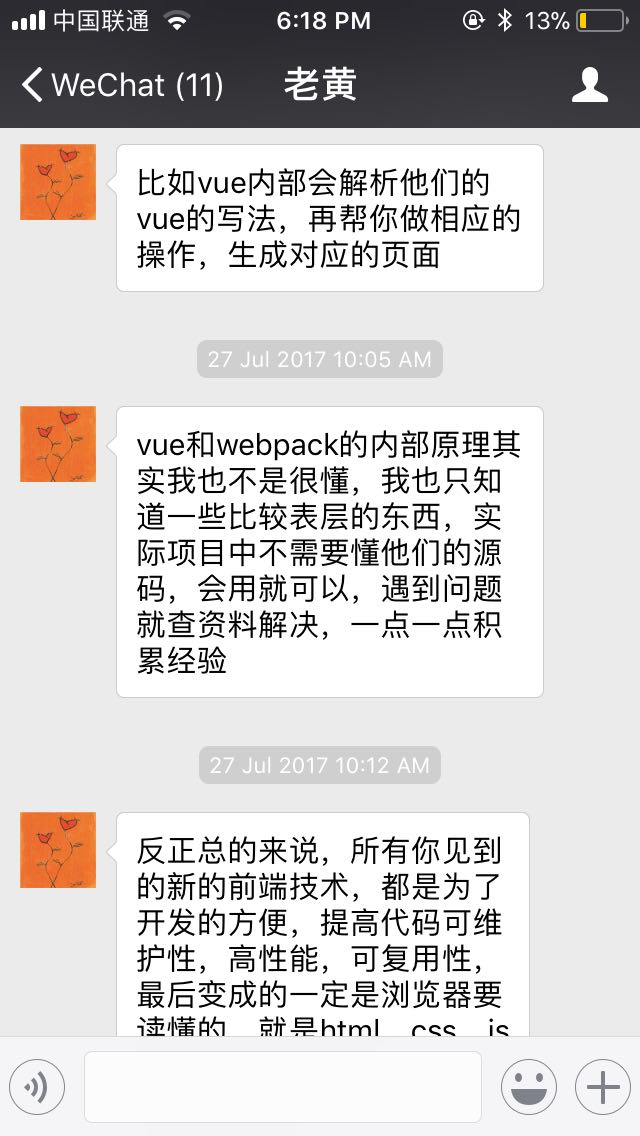 中国联通 6:18 PM 13%
WeChat (11) 老黄
比如vue内部会解析他们的
vue的写法，再帮你做相应的
操作，生成对应的页面
27 Jul 2017 10:05 AM
vue和webpack的内部原理其
实我也不是很懂，我也只知
道一些比较表层的东西，实
际项目中不需要懂他们的源
码，会用就可以，遇到问题
就查资料解决，一点一点积
累经验
27 Jul 2017 10:12 AM
反正总的来说，所有你见到
的新的前端技术，都是为了
开发的方便，提高代码可维
护性，高性能，可复用性，
最后变成的一定是浏览器要
读懂的，就是html，css，js